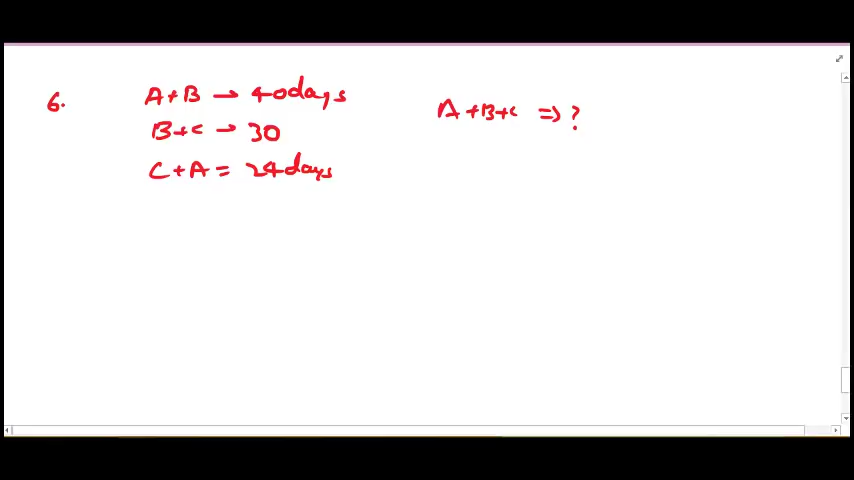 6. A+B → 40days
B+C → 30
C+A = 24days
A+B+C ⇒ ?